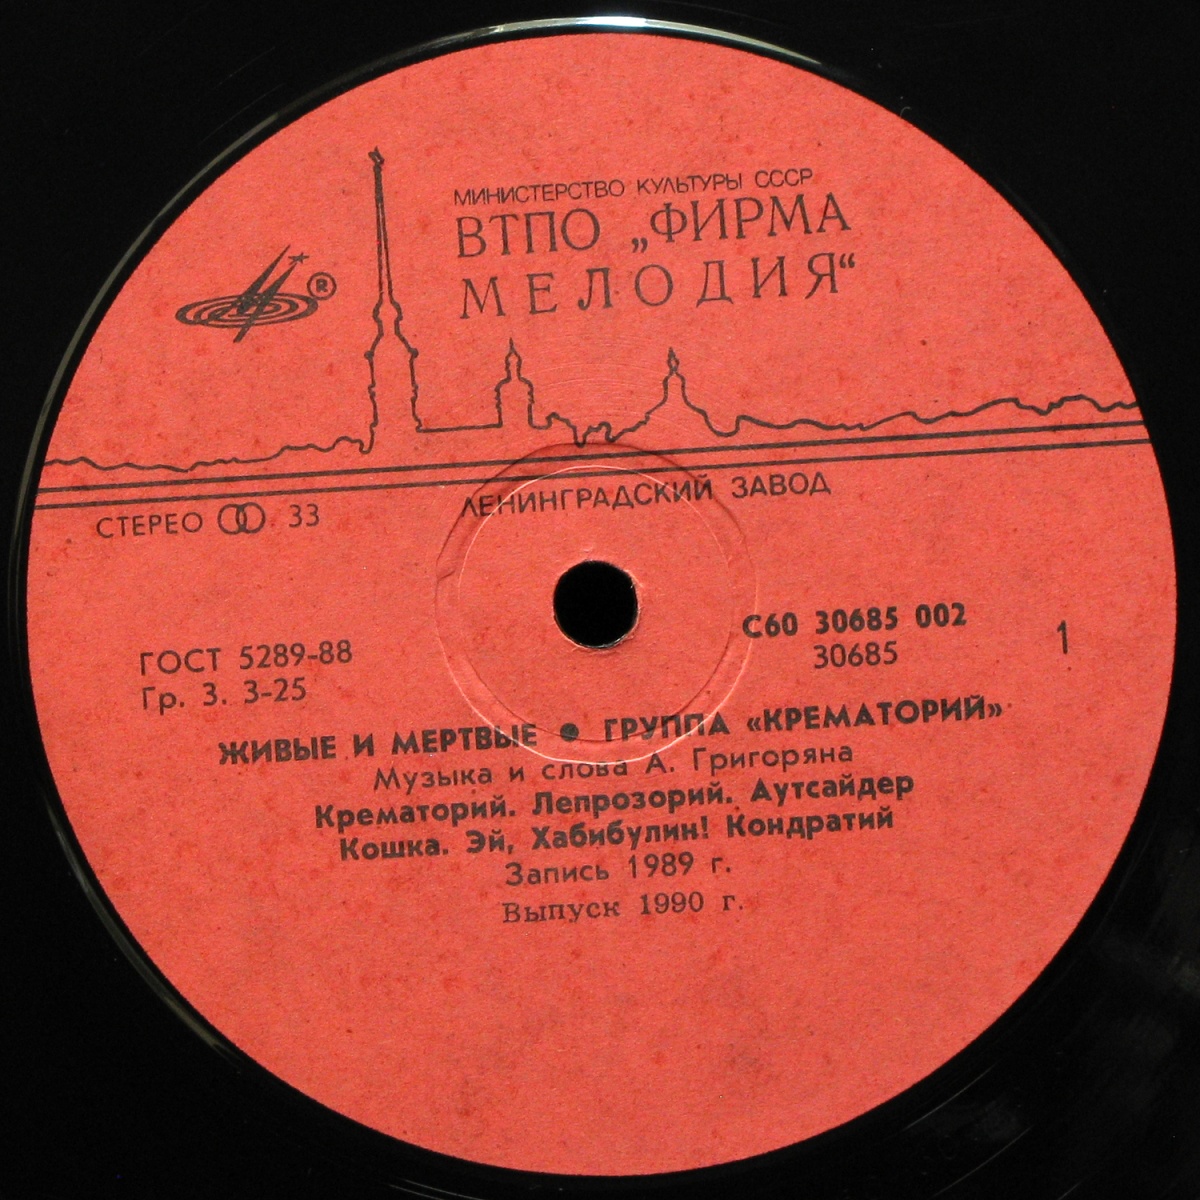 МИНИСТЕРСТВО КУЛЬТУРЫ СССР
ВТПО „ФИРМА
МЕЛОДИЯ“
®
ЛЕНИНГРАДСКИЙ ЗАВОД
СТЕРЕО 33
С60 30685 002
30685
1
ГОСТ 5289-88
Гр. 3. 3-25
ЖИВЫЕ И МЕРТВЫЕ ● ГРУППА «КРЕМАТОРИЙ»
Музыка и слова А. Григоряна
Крематорий. Лепрозорий. Аутсайдер
Кошка. Эй, Хабибулин! Кондратий
Запись 1989 г.
Выпуск 1990 г.